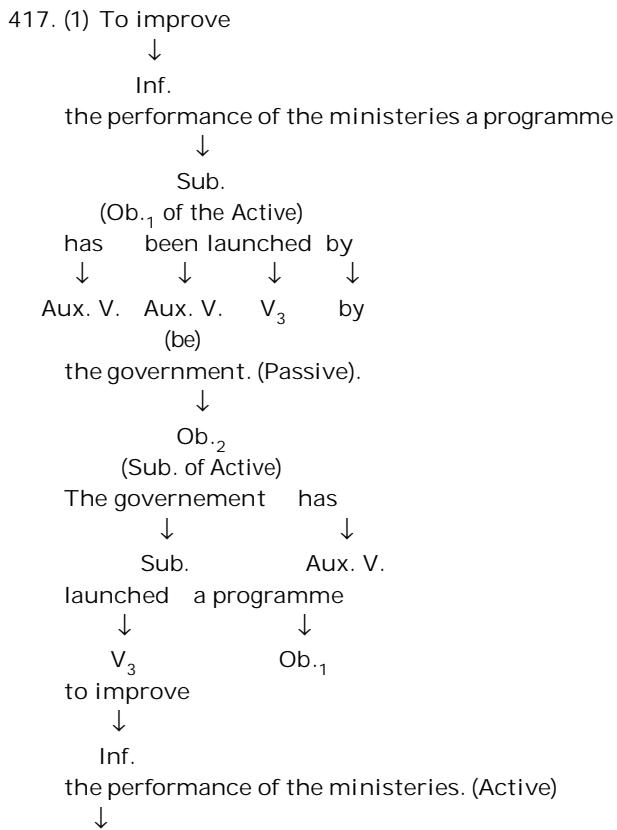 417. (1) To improve
↓
Inf.
the performance of the ministeries a programme
↓
Sub.
(Ob.₁ of the Active)
has been launched by
↓ ↓ ↓ ↓
Aux. V. Aux. V. V₃ by
(be)
the government. (Passive).
↓
Ob.₂
(Sub. of Active)
The governement has
↓ ↓
Sub. Aux. V.
launched a programme
↓ ↓
V₃ Ob.₁
to improve
↓
Inf.
the performance of the ministeries. (Active)
↓